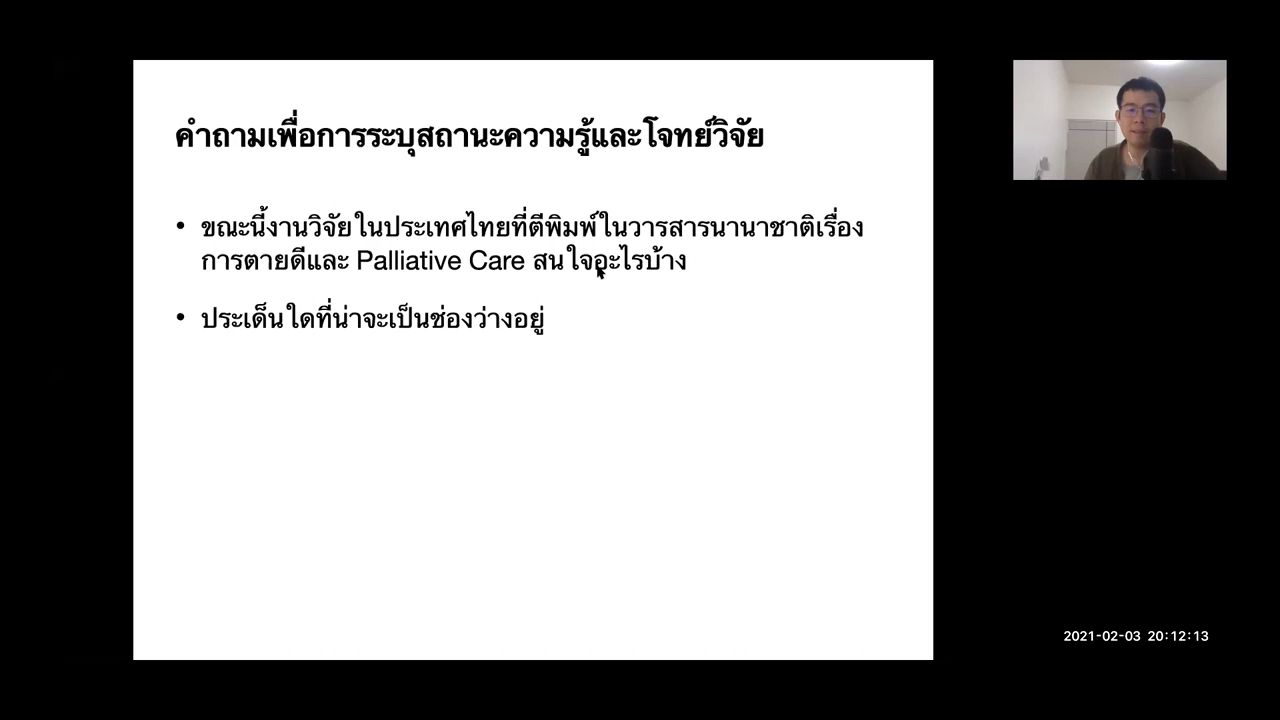 คำถามเพื่อการระบุสถานะความรู้และโจทย์วิจัย
• ขณะนี้งานวิจัยในประเทศไทยที่ตีพิมพ์ในวารสารนานาชาติเรื่อง
การตายดีและ Palliative Care สนใจอะไรบ้าง
• ประเด็นใดที่น่าจะเป็นช่องว่างอยู่
2021-02-03 20:12:13